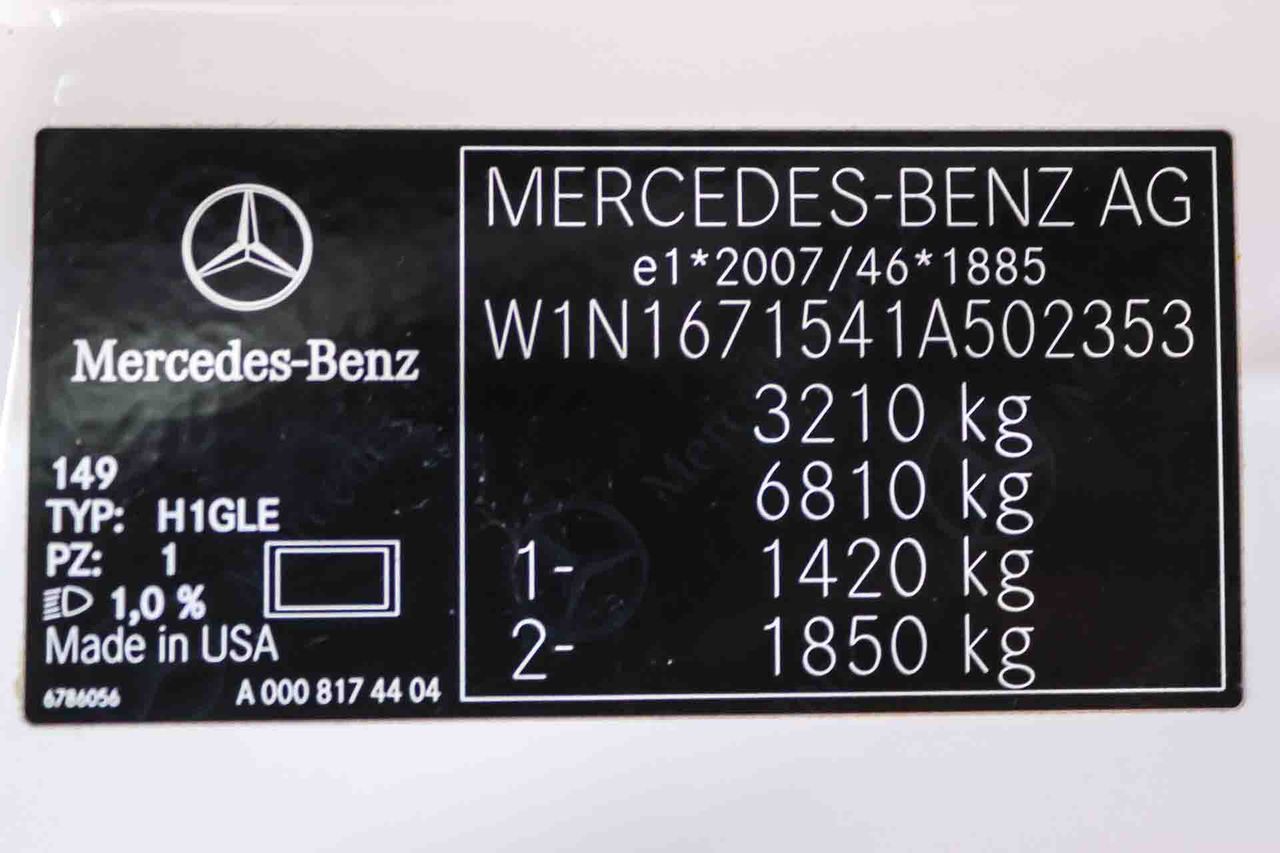 Mercedes-Benz
149
TYP: H1GLE
PZ: 1
1,0 %
Made in USA
6786056
A 000 817 44 04
MERCEDES-BENZ AG
e1*2007/46*1885
W1N1671541A502353
3210 kg
6810 kg
1- 1420 kg
2- 1850 kg